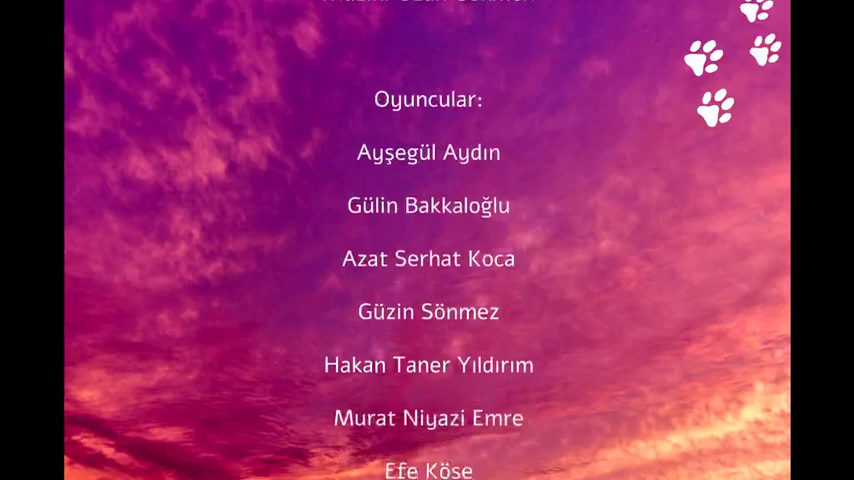 Oyuncular:
Ayşegül Aydın
Gülin Bakkaloğlu
Azat Serhat Koca
Güzin Sönmez
Hakan Taner Yıldırım
Murat Niyazi Emre
Efe Köse